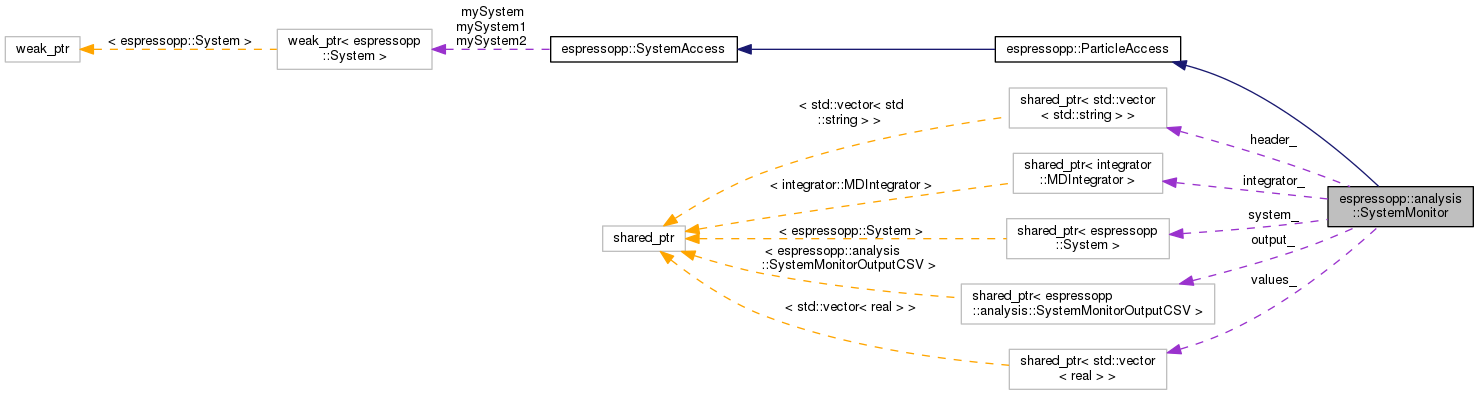 mySystem
mySystem1
mySystem2
weak_ptr
< espressopp::System >
weak_ptr< espressopp
::System >
espressopp::SystemAccess
espressopp::ParticleAccess
< std::vector< std
::string > >
shared_ptr< std::vector
< std::string > >
header_
< integrator::MDIntegrator >
shared_ptr< integrator
::MDIntegrator >
integrator_
espressopp::analysis
::SystemMonitor
shared_ptr
< espressopp::System >
shared_ptr< espressopp
::System >
system_
< espressopp::analysis
::SystemMonitorOutputCSV >
output_
shared_ptr< espressopp
::analysis::SystemMonitorOutputCSV >
values_
< std::vector< real > >
shared_ptr< std::vector
< real > >